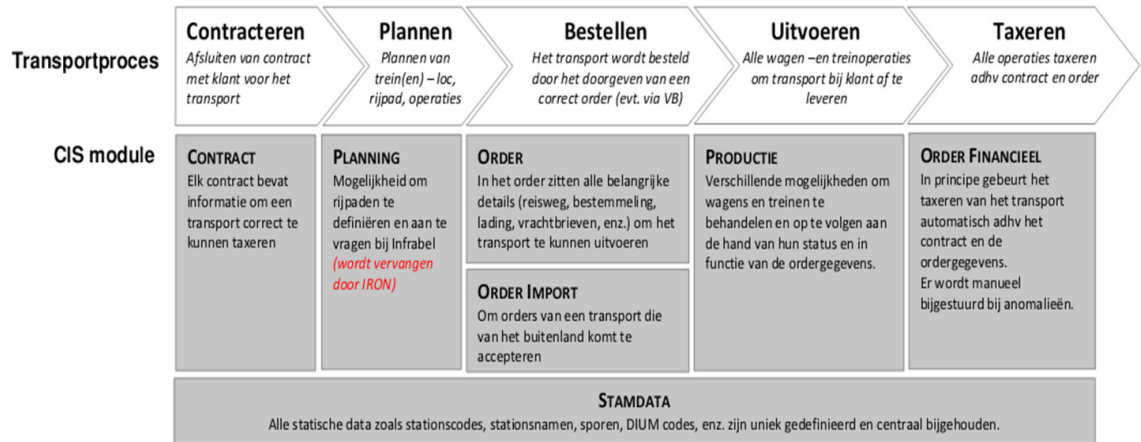 Transportproces
Contracteren
Afsluiten van contract
met klant voor het
transport
Plannen
Plannen van
trein(en) – loc,
rijpad, operaties
Bestellen
Het transport wordt besteld
door het doorgeven van een
correct order (evt. via VB)
Uitvoeren
Alle wagen –en treinoperaties
om transport bij klant af te
leveren
Taxeren
Alle operaties taxeren
adhv contract en order
CIS module
CONTRACT
Elk contract bevat
informatie om een
transport correct te
kunnen taxeren
PLANNING
Mogelijkheid om
rijpaden te
definiëren en aan te
vragen bij Infrabel
(wordt vervangen
door IRON)
ORDER
In het order zitten alle belangrijke
details (reisweg, bestemmeling,
lading, vrachtbrieven, enz.) om het
transport te kunnen uitvoeren
ORDER IMPORT
Om orders van een transport die
van het buitenland komt te
accepteren
PRODUCTIE
Verschillende mogelijkheden om
wagens en treinen te
behandelen en op te volgen aan
de hand van hun status en in
functie van de ordergegevens.
ORDER FINANCIEEL
In principe gebeurt het
taxeren van het transport
automatisch adhv het
contract en de
ordergegevens.
Er wordt manueel
bijgestuurd bij anomalieën.
STAMDATA
Alle statische data zoals stationscodes, stationsnamen, sporen, DIUM codes, enz. zijn uniek gedefinieerd en centraal bijgehouden.